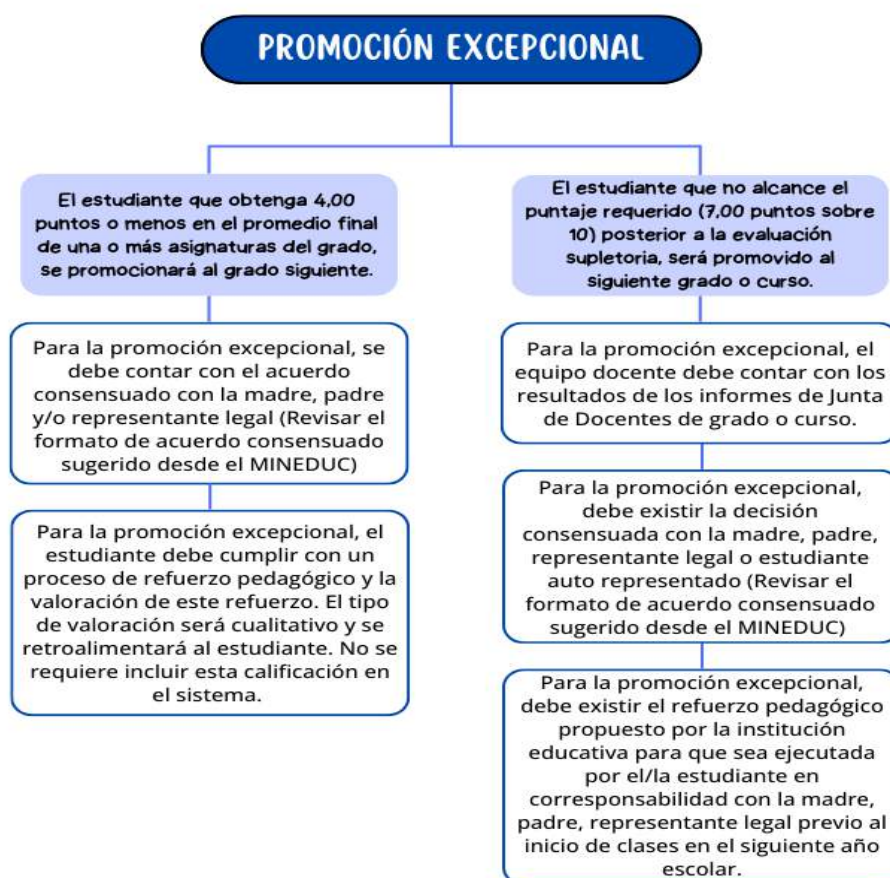 PROMOCIÓN EXCEPCIONAL
El estudiante que obtenga 4,00
puntos o menos en el promedio final
de una o más asignaturas del grado,
se promocionará al grado siguiente.
Para la promoción excepcional, se
debe contar con el acuerdo
consensuado con la madre, padre
y/o representante legal (Revisar el
formato de acuerdo consensuado
sugerido desde el MINEDUC)
Para la promoción excepcional, el
estudiante debe cumplir con un
proceso de refuerzo pedagógico y la
valoración de este refuerzo. El tipo
de valoración será cualitativo y se
retroalimentará al estudiante. No se
requiere incluir esta calificación en
el sistema.
El estudiante que no alcance el
puntaje requerido (7,00 puntos sobre
10) posterior a la evaluación
supletoria, será promovido al
siguiente grado o curso.
Para la promoción excepcional, el
equipo docente debe contar con los
resultados de los informes de Junta
de Docentes de grado o curso.
Para la promoción excepcional,
debe existir la decisión
consensuada con la madre, padre,
representante legal o estudiante
auto representado (Revisar el
formato de acuerdo consensuado
sugerido desde el MINEDUC)
Para la promoción excepcional,
debe existir el refuerzo pedagógico
propuesto por la institución
educativa para que sea ejecutada
por el/la estudiante en
corresponsabilidad con la madre,
padre, representante legal previo al
inicio de clases en el siguiente año
escolar.